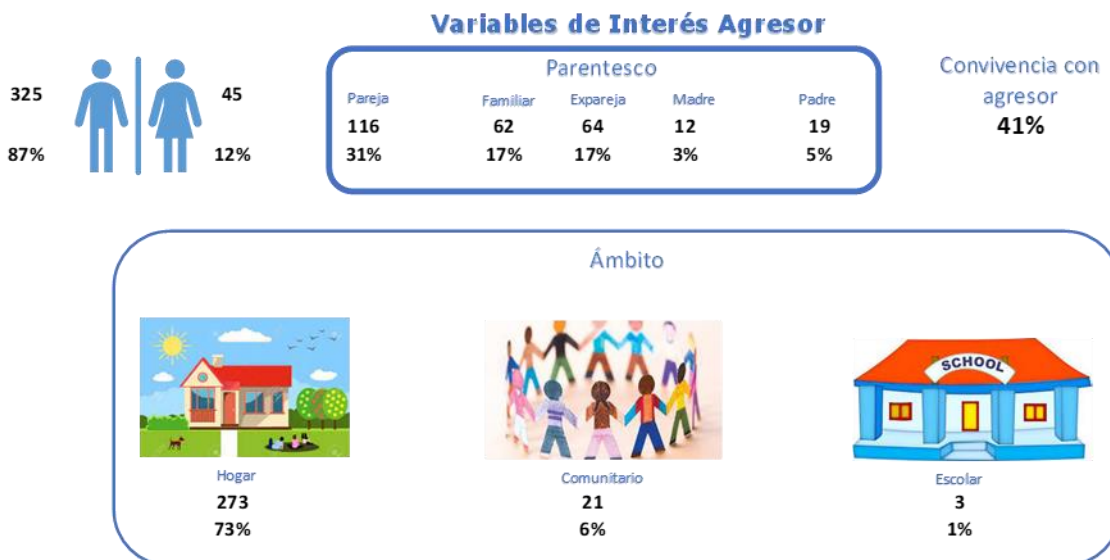 Variables de Interés Agresor
325
45
87%
12%
Parentesco
Pareja Familiar Expareja Madre Padre
116 62 64 12 19
31% 17% 17% 3% 5%
Convivencia con
agresor
41%
Ámbito
SCHOOL
Hogar Comunitario Escolar
273 21 3
73% 6% 1%